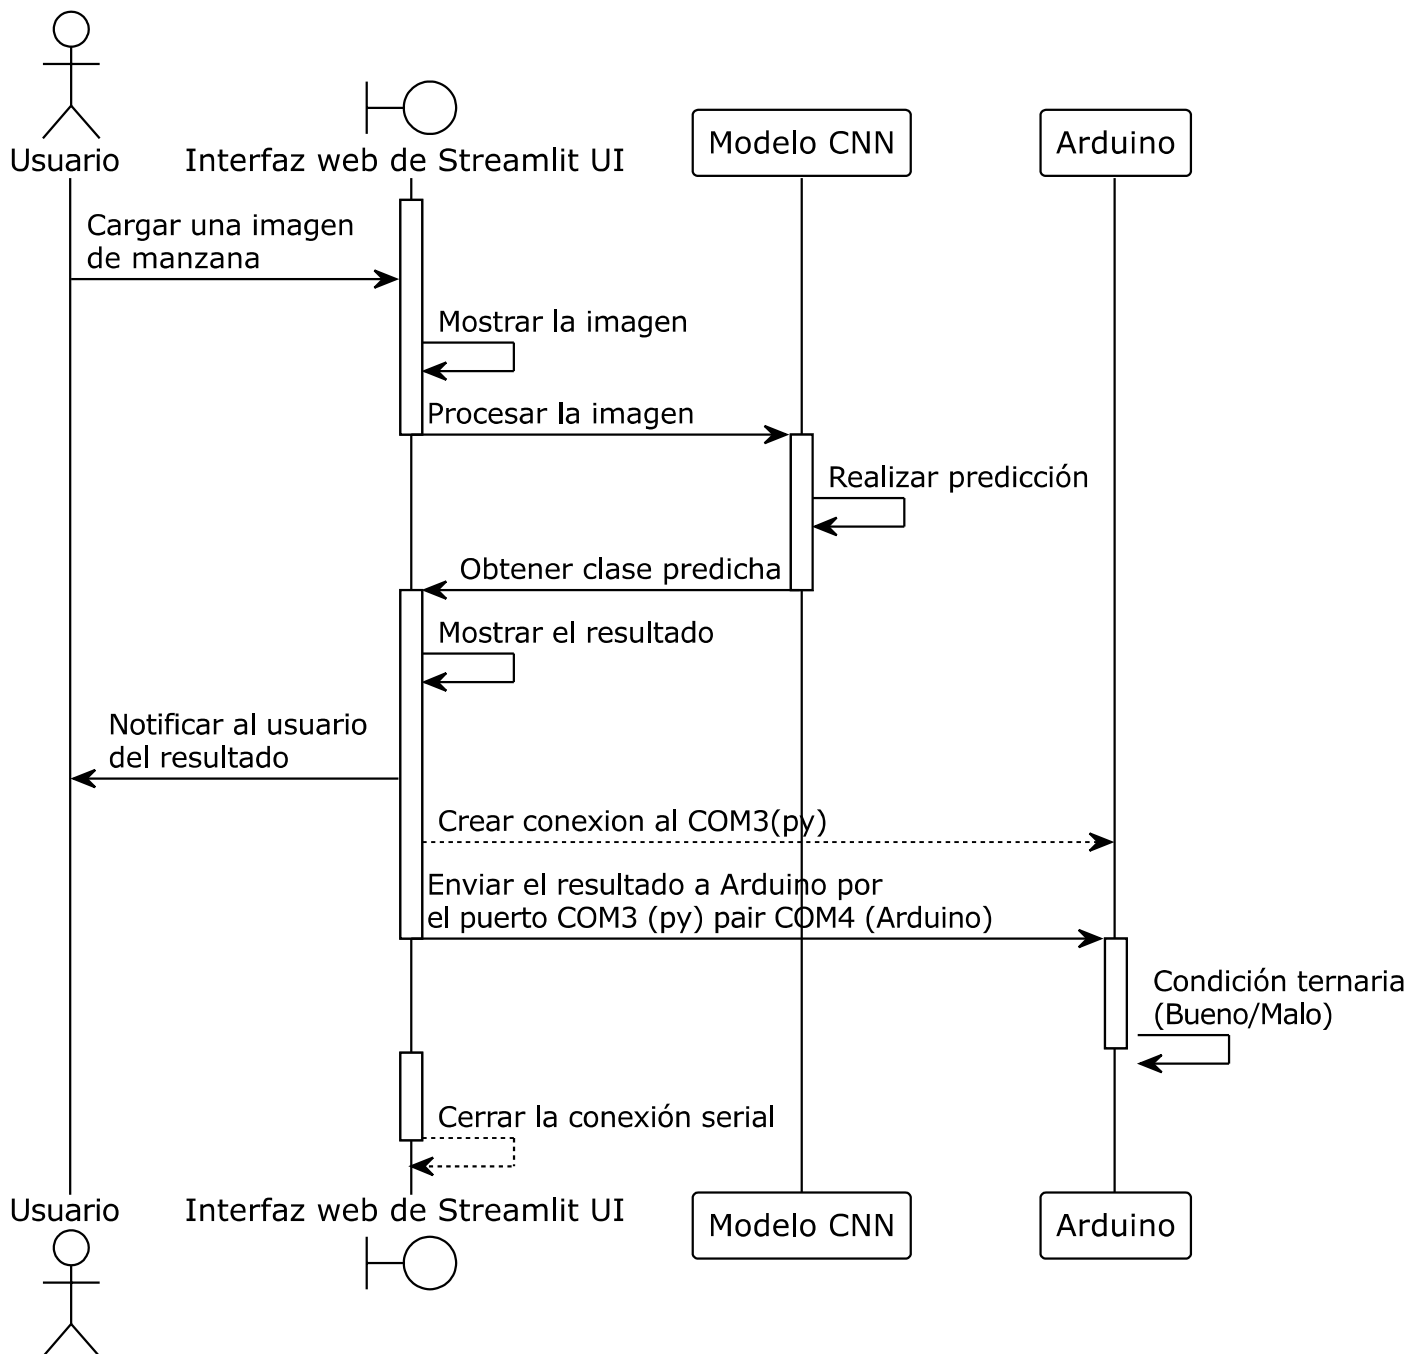 Usuario
Interfaz web de Streamlit UI
Modelo CNN
Arduino
Cargar una imagen
de manzana
Mostrar la imagen
Procesar la imagen
Realizar predicción
Obtener clase predicha
Mostrar el resultado
Notificar al usuario
del resultado
Crear conexion al COM3(py)
Enviar el resultado a Arduino por
el puerto COM3 (py) pair COM4 (Arduino)
Condición ternaria
(Bueno/Malo)
Cerrar la conexión serial
Usuario
Interfaz web de Streamlit UI
Modelo CNN
Arduino